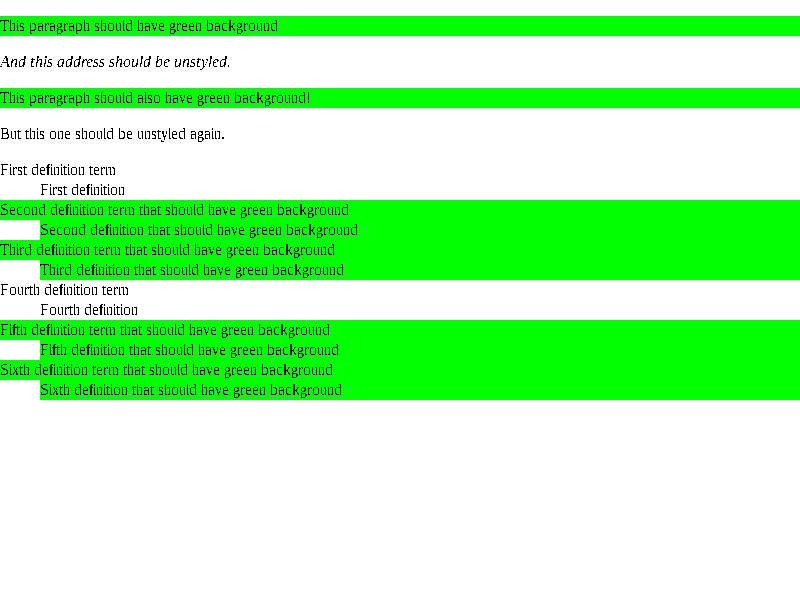 This paragraph should have green background
And this address should be unstyled.
This paragraph should also have green background!
But this one should be unstyled again.
First definition term
First definition
Second definition term that should have green background
Second definition that should have green background
Third definition term that should have green background
Third definition that should have green background
Fourth definition term
Fourth definition
Fifth definition term that should have green background
Fifth definition that should have green background
Sixth definition term that should have green background
Sixth definition that should have green background